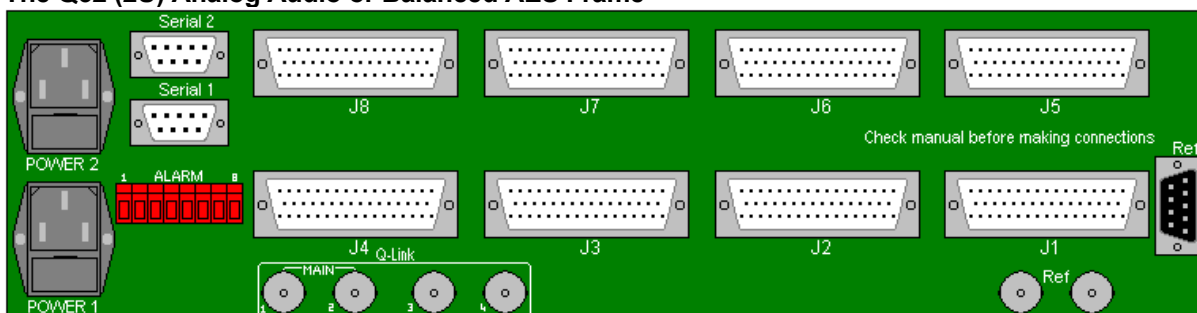 The Q32 (2U) Analog Audio or Balanced AES Frame
Serial 2
J8
J7
J6
J5
Serial 1
Check manual before making connections
Ref
POWER 2
1 ALARM 8
J4
J3
J2
J1
Q-Link
MAIN
1
2
3
4
Ref
POWER 1